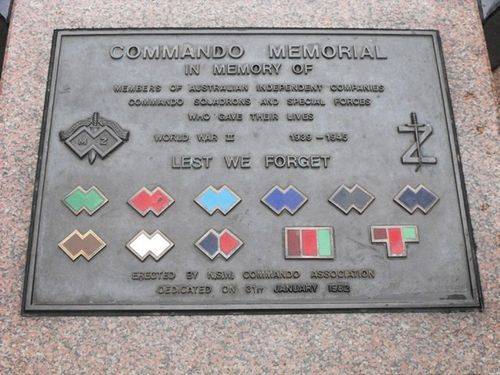 COMMANDO MEMORIAL
IN MEMORY OF
MEMBERS OF AUSTRALIAN INDEPENDENT COMPANIES
COMMANDO SQUADRONS AND SPECIAL FORCES
WHO GAVE THEIR LIVES
WORLD WAR II 1939 - 1945
M Z Z
LEST WE FORGET
ERECTED BY N.S.W. COMMANDO ASSOCIATION
DEDICATED ON 31ST JANUARY 1982